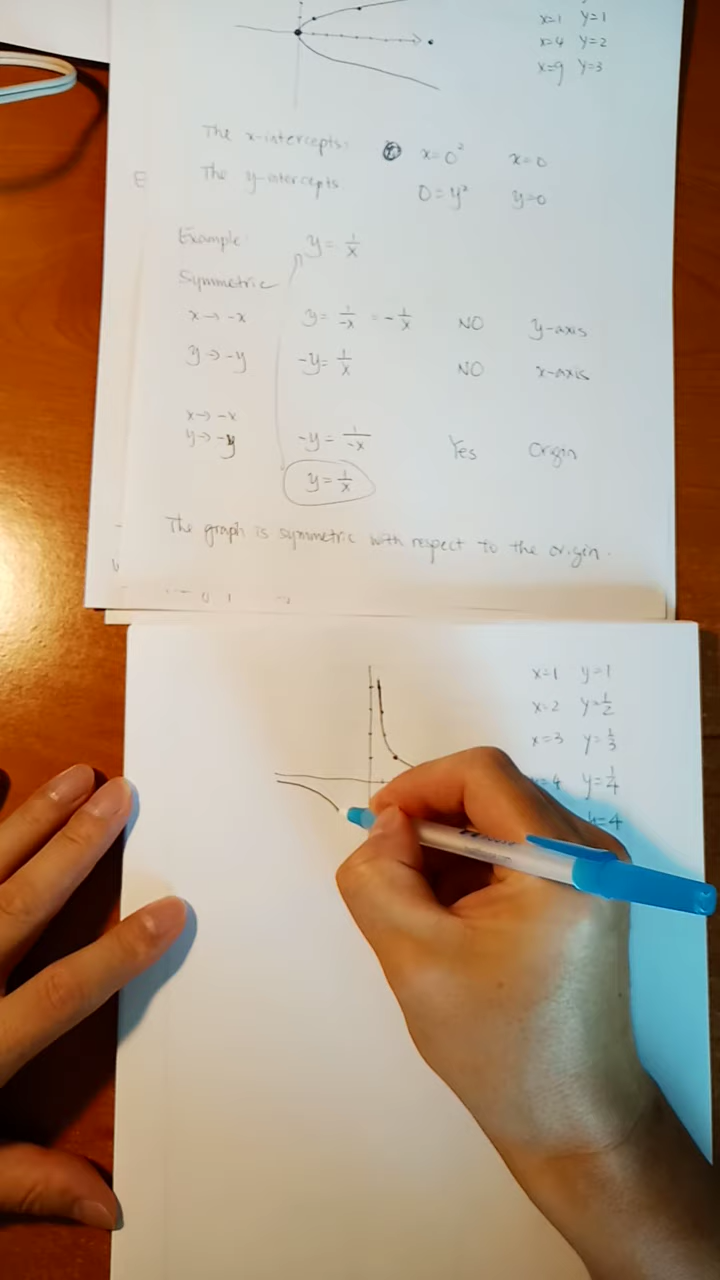 x=1 y=1
x=4 y=2
x=9 y=3
The x-intercepts: x=0² x=0
The y-intercepts 0=y² y=0
E
Example: y = 1/x
Symmetric
x→-x y = 1/-x = -1/x NO y-axis
y→-y -y = 1/x NO x-axis
x→-x
y→-y -y = 1/-x Yes Origin
y = 1/x
The graph is symmetric with respect to the origin.
x=1 y=1
x=2 y=1/2
x=3 y=1/3
=4 y=1/4
=4